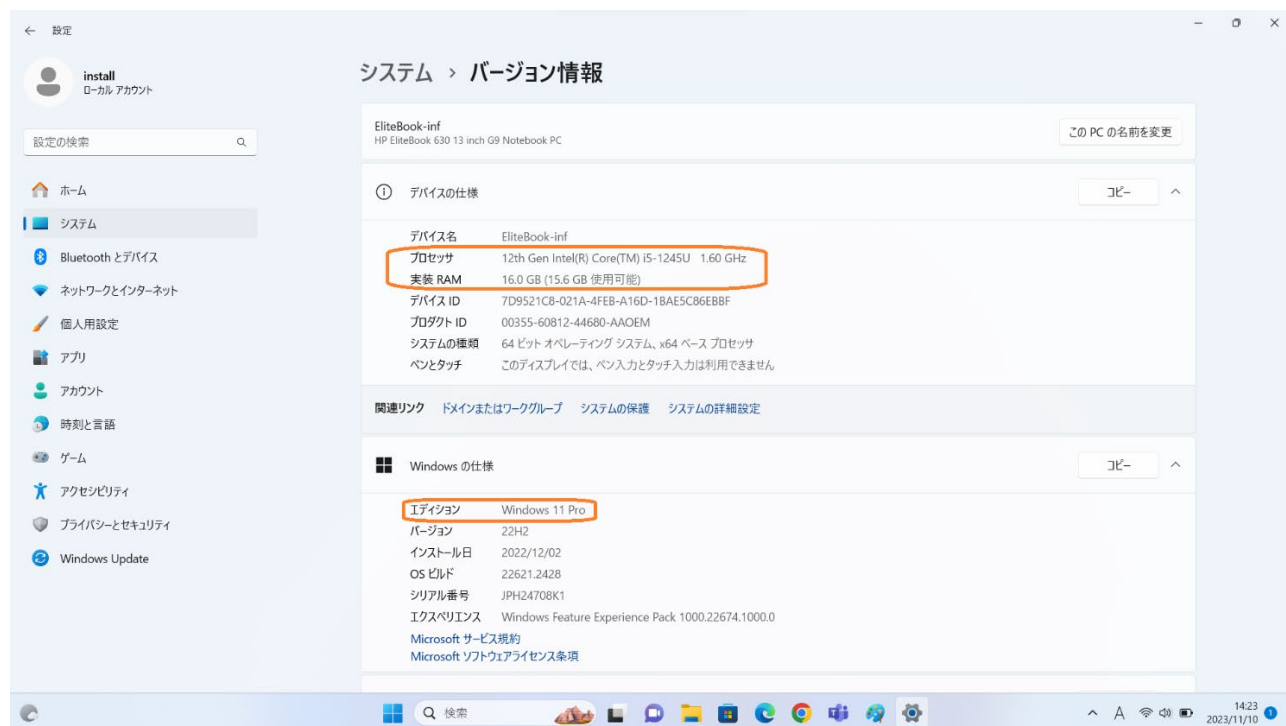 ← 設定
install
ローカル アカウント
設定の検索
ホーム
システム
Bluetooth とデバイス
ネットワークとインターネット
個人用設定
アプリ
アカウント
時刻と言語
ゲーム
アクセシビリティ
プライバシーとセキュリティ
Windows Update
システム › バージョン情報
EliteBook-inf
HP EliteBook 630 13 inch G9 Notebook PC
この PC の名前を変更
デバイスの仕様
コピー
デバイス名 EliteBook-inf
プロセッサ 12th Gen Intel(R) Core(TM) i5-1245U 1.60 GHz
実装 RAM 16.0 GB (15.6 GB 使用可能)
デバイス ID 7D9521C8-021A-4FEB-A16D-1BAE5C86EBBF
プロダクト ID 00355-60812-44680-AAOEM
システムの種類 64 ビット オペレーティング システム、x64 ベース プロセッサ
ペンとタッチ このディスプレイでは、ペン入力とタッチ入力は利用できません
関連リンク ドメインまたはワークグループ システムの保護 システムの詳細設定
Windows の仕様
コピー
エディション Windows 11 Pro
バージョン 22H2
インストール日 2022/12/02
OS ビルド 22621.2428
シリアル番号 JPH24708K1
エクスペリエンス Windows Feature Experience Pack 1000.22674.1000.0
Microsoft サービス規約
Microsoft ソフトウェアライセンス条項
検索
A
14:23
2023/11/10
1